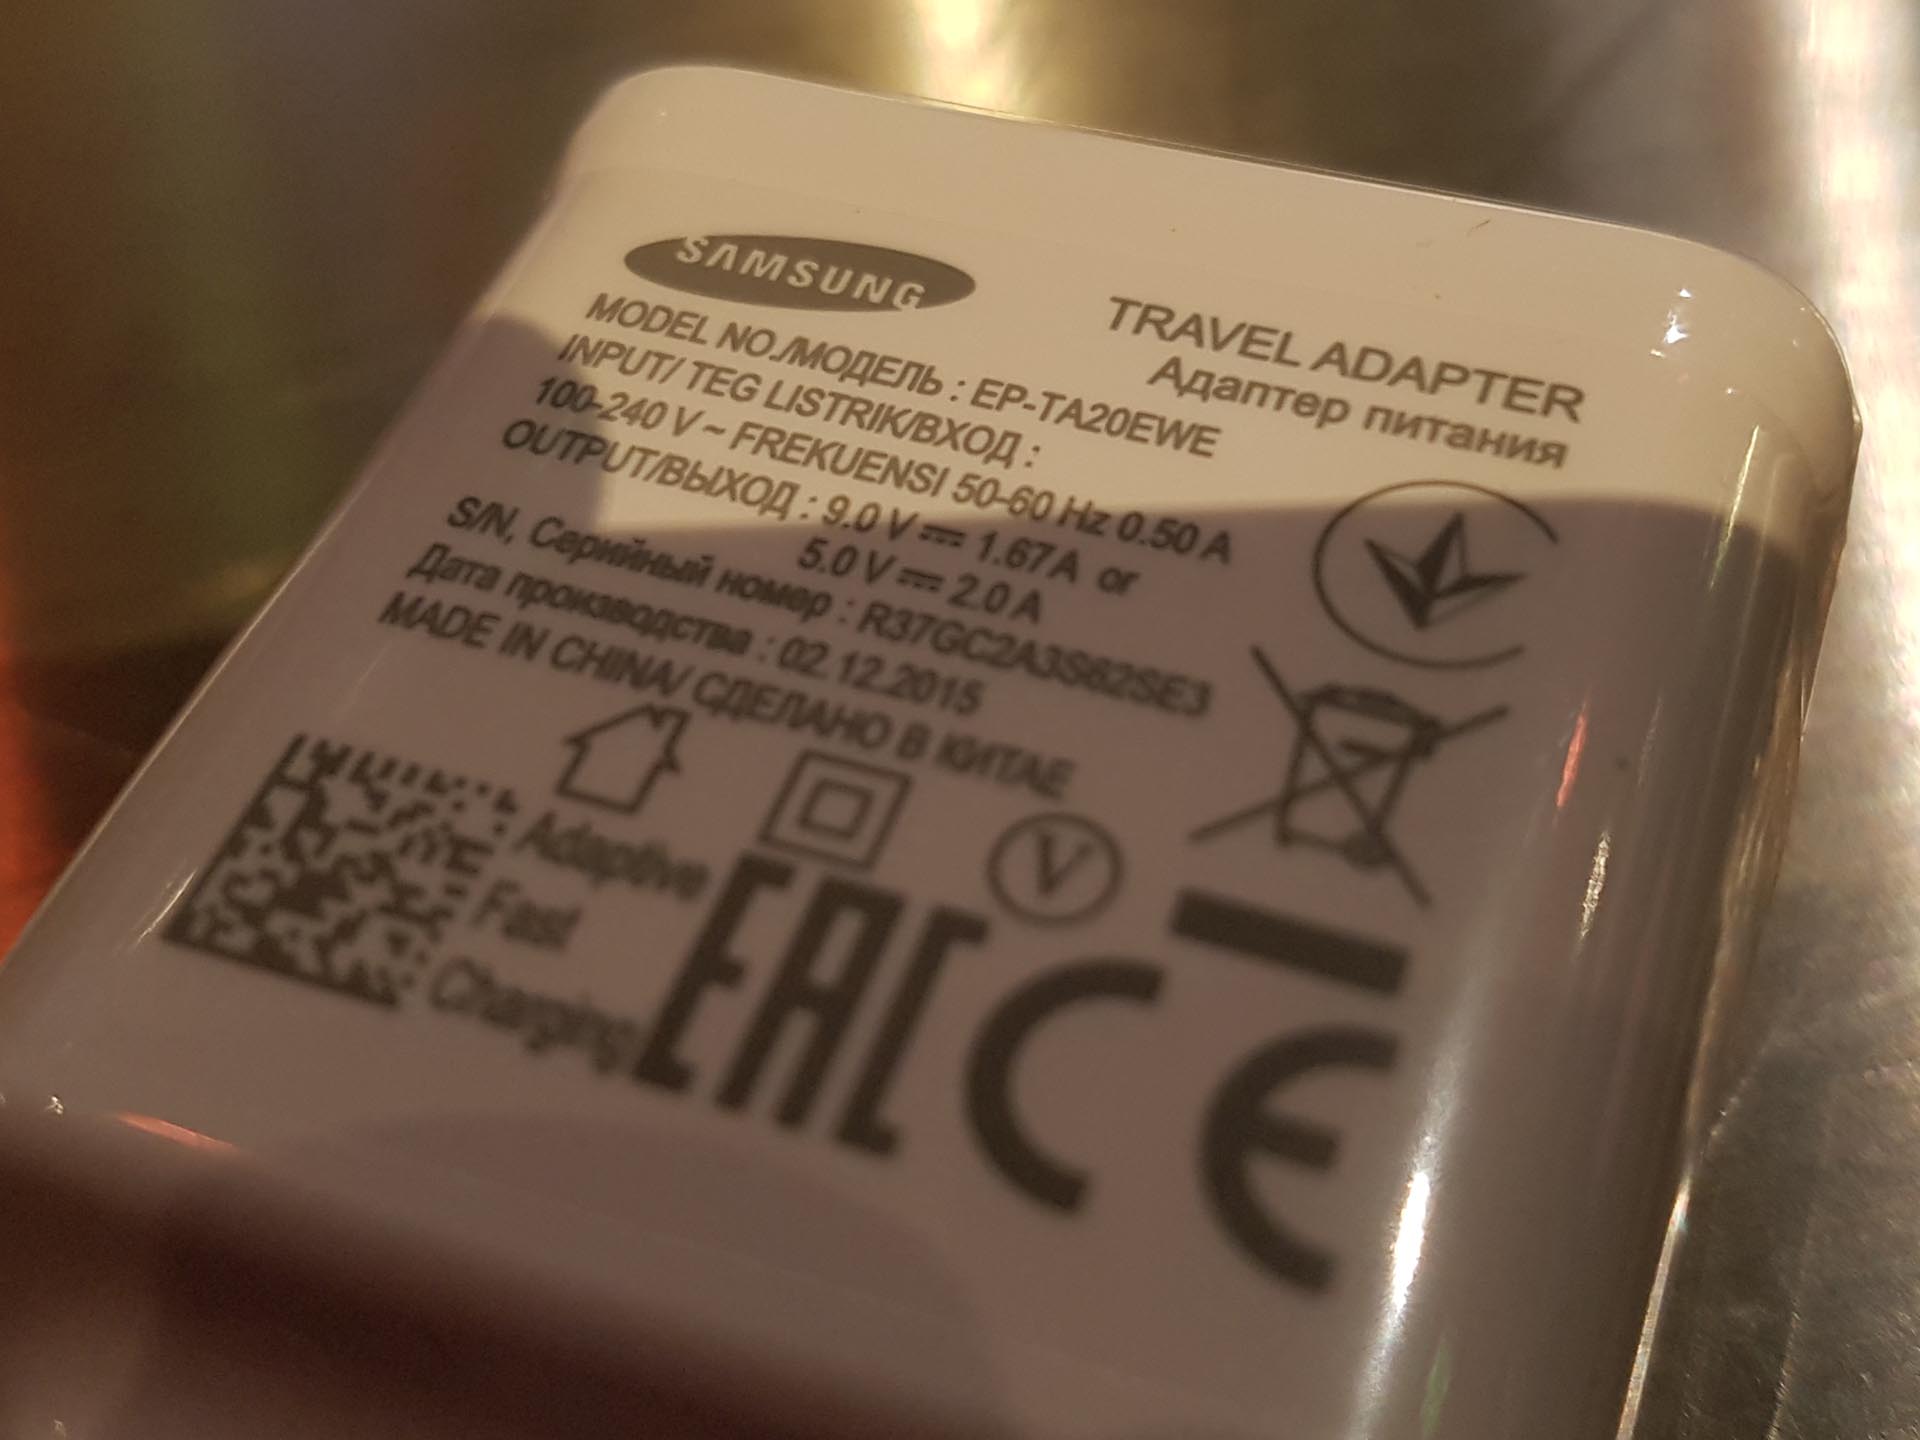 SAMSUNG
TRAVEL ADAPTER
Адаптер питания
MODEL NO./МОДЕЛЬ : EP-TA20EWE
INPUT/ TEG LISTRIK/ВХОД :
100-240 V ~ FREKUENSI 50-60 Hz 0.50 A
OUTPUT/ВЫХОД : 9.0 V ⎓ 1.67A or
5.0 V ⎓ 2.0 A
S/N, Серийный номер : R37GC2A3S62SE3
Дата производства : 02.12.2015
MADE IN CHINA/ СДЕЛАНО В КИТАЕ
Adaptive
Fast
Charging
V
EAC
CE